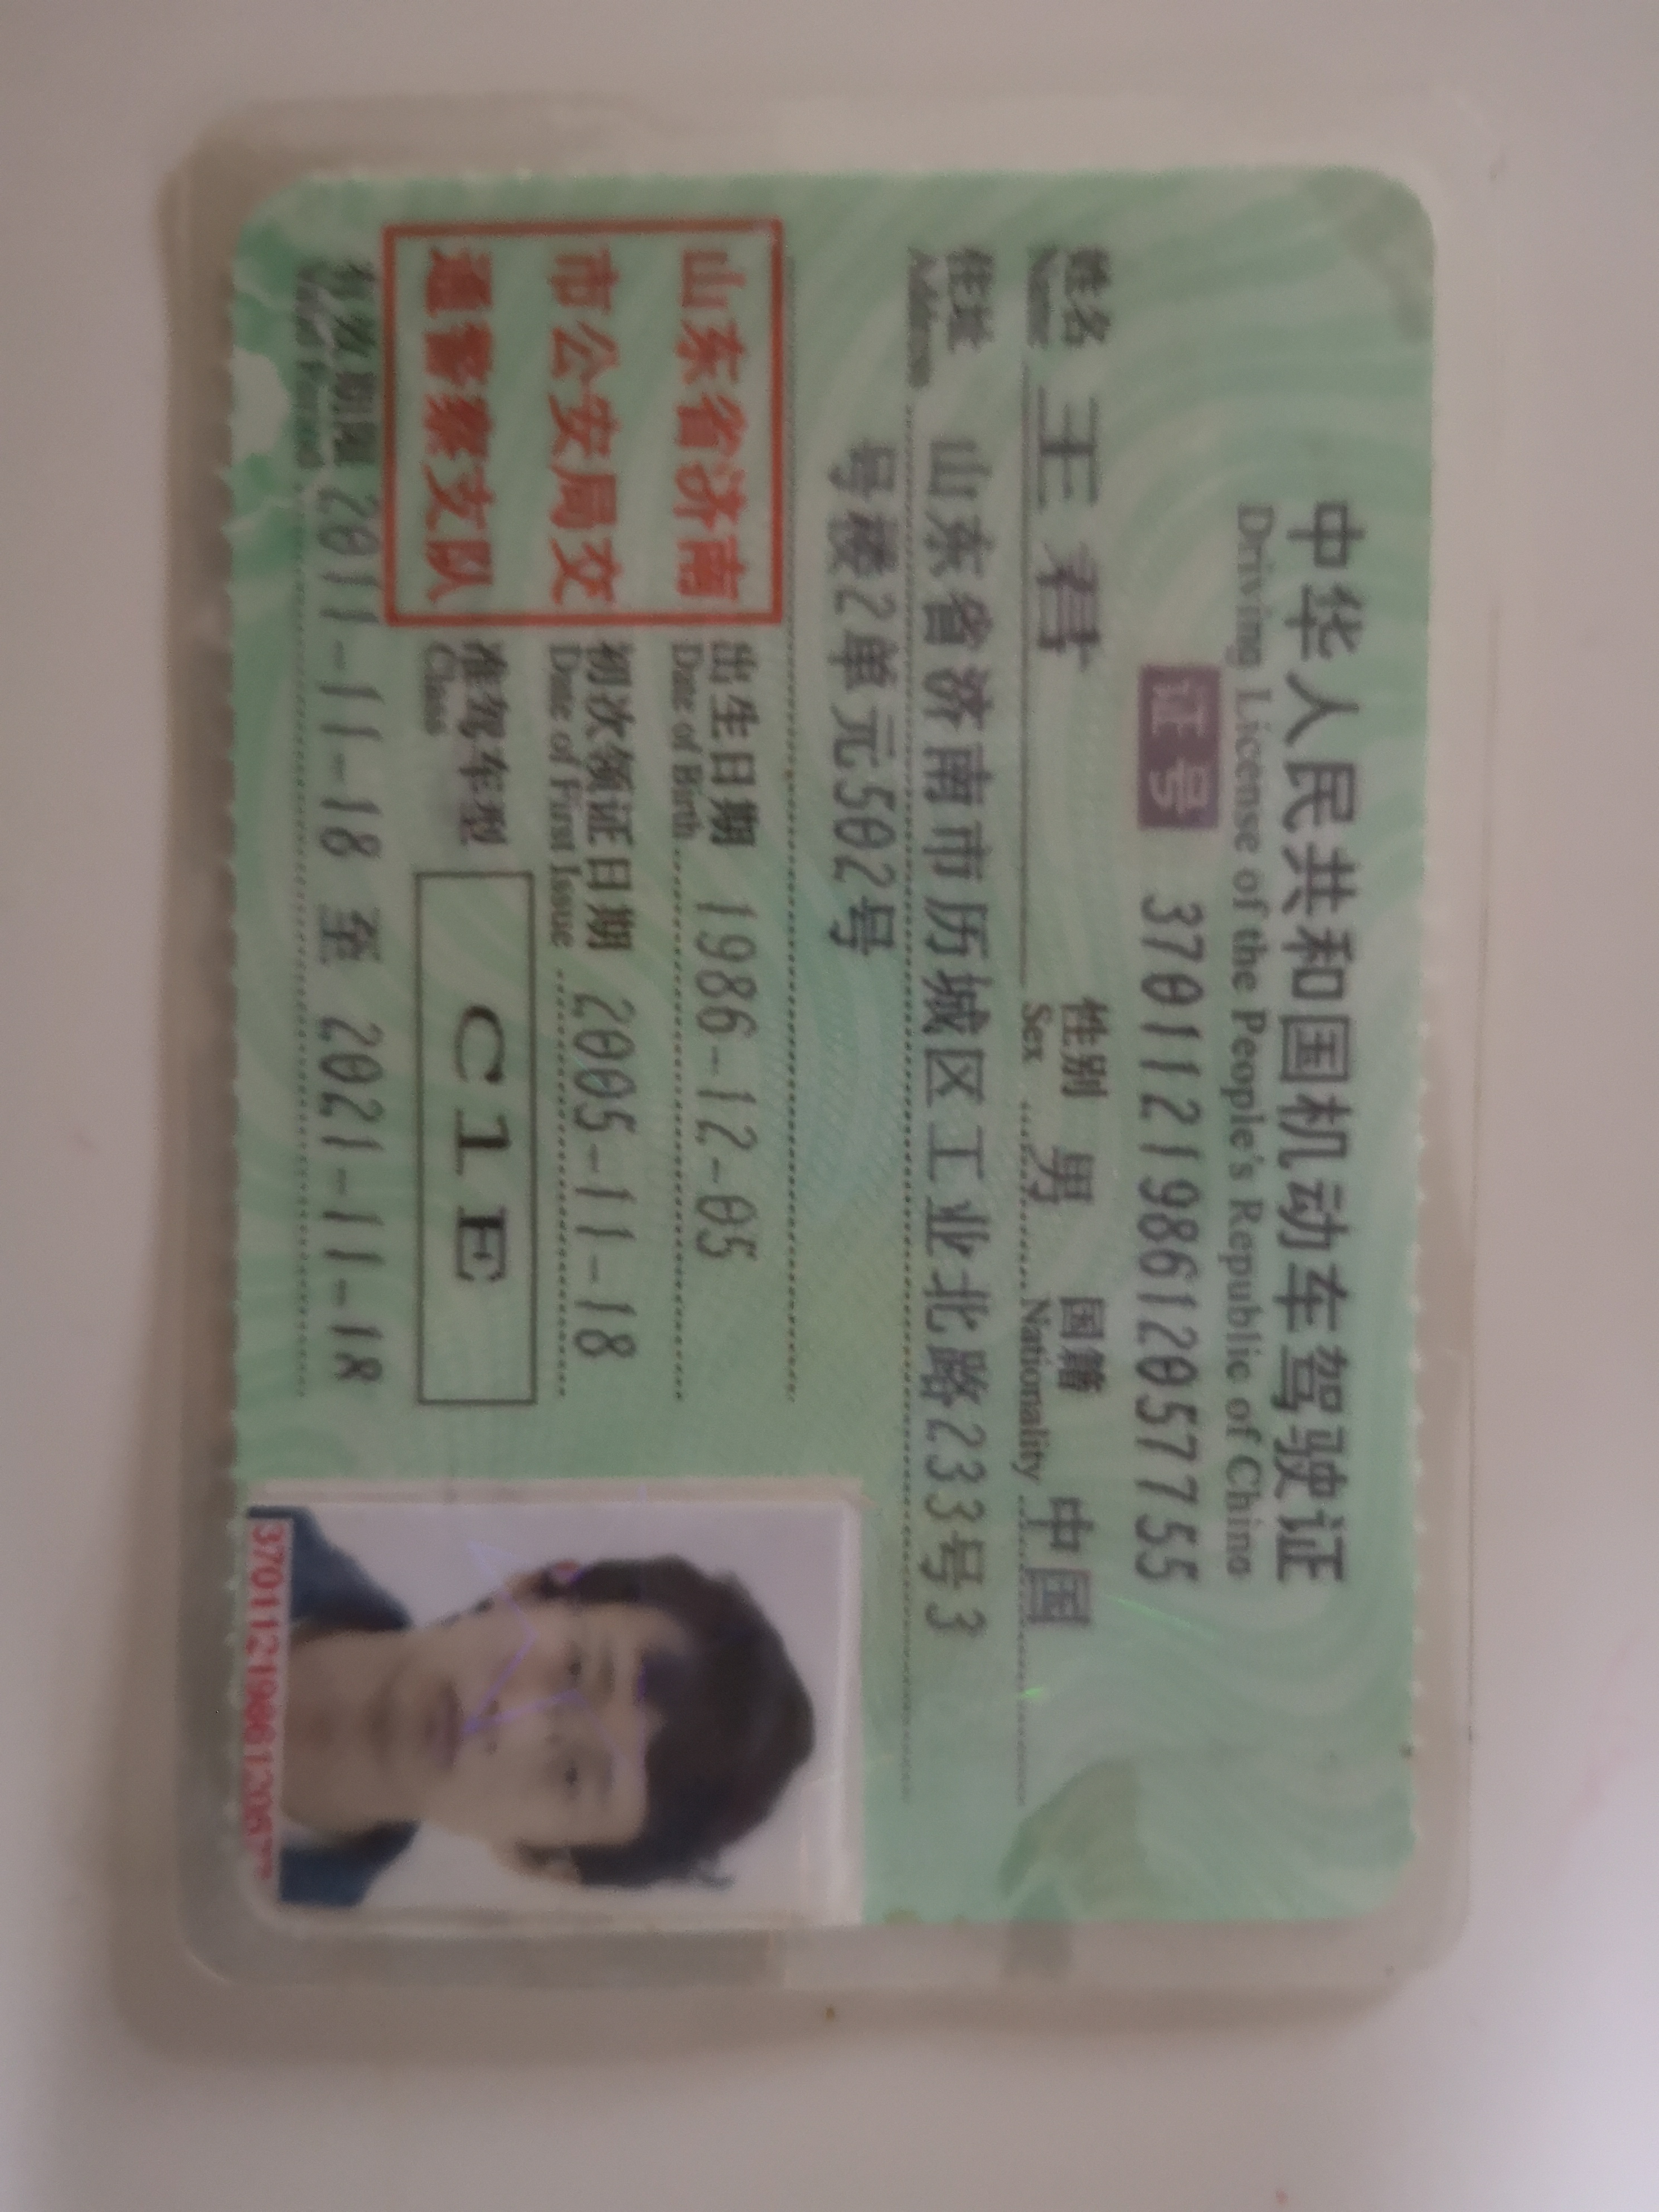 中华人民共和国机动车驾驶证
Driving License of the People's Republic of China
证号 370112198612057755
姓名 王君 性别 男 国籍 中国
Name Sex Nationality
住址 山东省济南市历城区工业北路233号3
Address
号楼2单元502号
山东省济南
市公安局交
通警察支队
出生日期 1986-12-05
Date of Birth
初次领证日期 2005-11-18
Date of First Issue
准驾车型 C1E
Class
有效期限 2011-11-18 至 2021-11-18
Valid Period